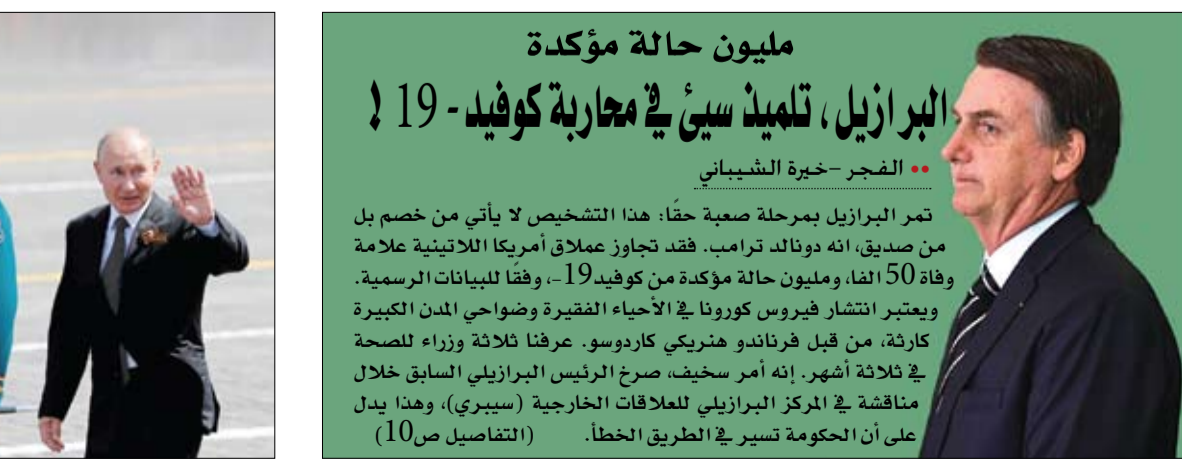 مليون حالة مؤكدة
البرازيل، تلميذ سيئ في محاربة كوفيد - 19 !
•• الفجر –خيرة الشيباني
تمر البرازيل بمرحلة صعبة حقًا: هذا التشخيص لا يأتي من خصم بل
من صديق، انه دونالد ترامب. فقد تجاوز عملاق أمريكا اللاتينية علامة
وفاة 50 الفا، ومليون حالة مؤكدة من كوفيد19-، وفقًا للبيانات الرسمية.
ويعتبر انتشار فيروس كورونا في الأحياء الفقيرة وضواحي المدن الكبيرة
كارثة، من قبل فرناندو هنريكي كاردوسو. عرفنا ثلاثة وزراء للصحة
في ثلاثة أشهر. إنه أمر سخيف، صرخ الرئيس البرازيلي السابق خلال
مناقشة في المركز البرازيلي للعلاقات الخارجية (سيبري)، وهذا يدل
على أن الحكومة تسير في الطريق الخطأ. (التفاصيل ص10)